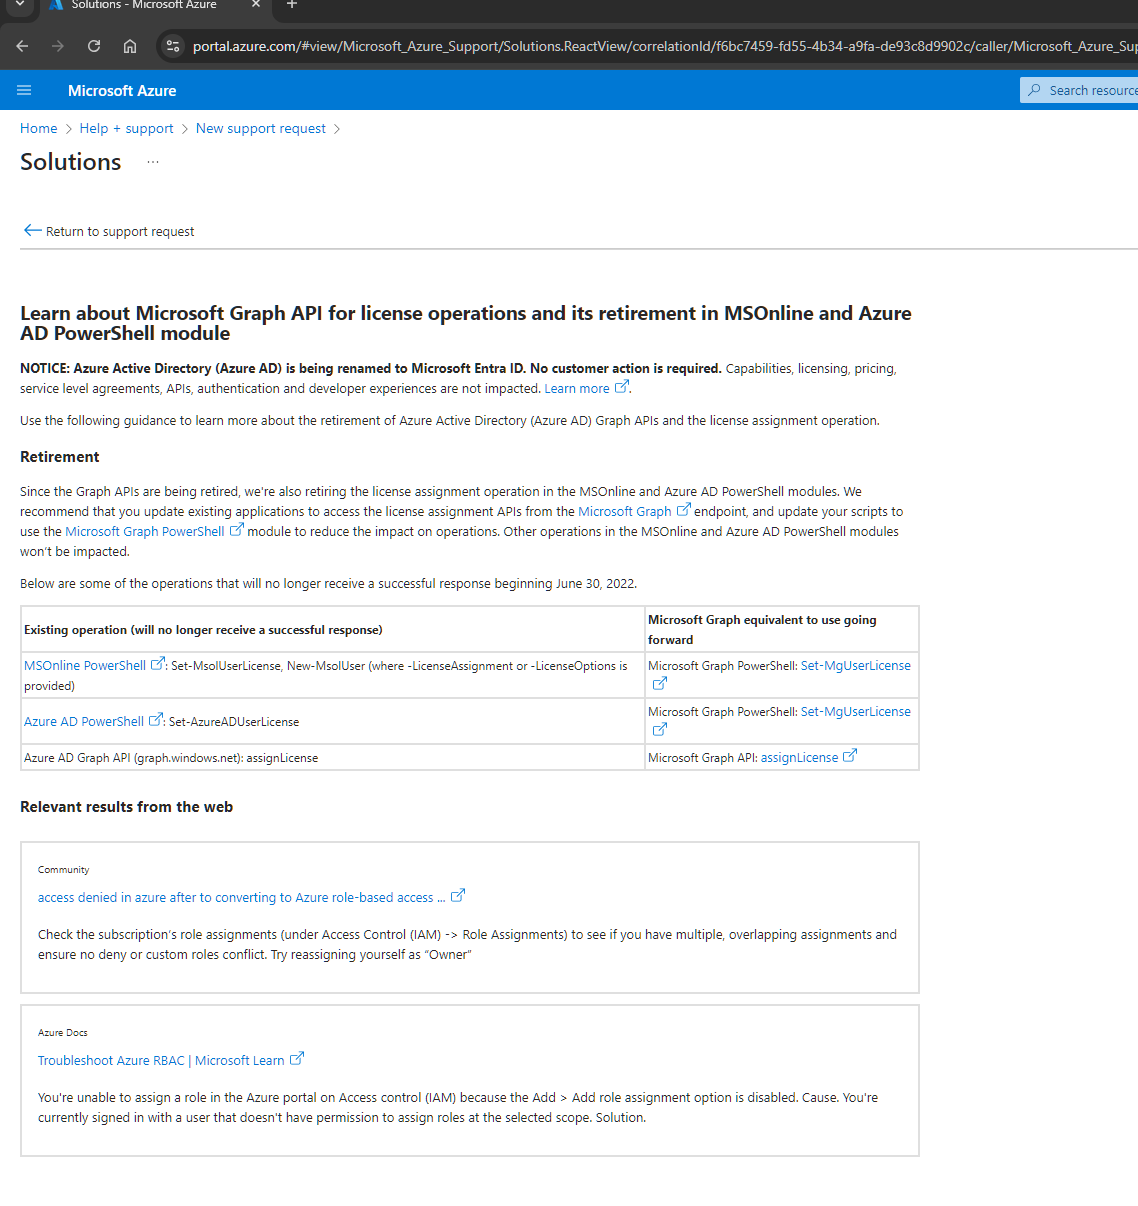 Solutions - Microsoft Azure
portal.azure.com/#view/Microsoft_Azure_Support/Solutions.ReactView/correlationId/f6bc7459-fd55-4b34-a9fa-de93c8d9902c/caller/Microsoft_Azure_Sup
Microsoft Azure
Search resource
Home > Help + support > New support request >
Solutions ...
Return to support request
Learn about Microsoft Graph API for license operations and its retirement in MSOnline and Azure
AD PowerShell module
NOTICE: Azure Active Directory (Azure AD) is being renamed to Microsoft Entra ID. No customer action is required. Capabilities, licensing, pricing,
service level agreements, APIs, authentication and developer experiences are not impacted. Learn more.
Use the following guidance to learn more about the retirement of Azure Active Directory (Azure AD) Graph APIs and the license assignment operation.
Retirement
Since the Graph APIs are being retired, we're also retiring the license assignment operation in the MSOnline and Azure AD PowerShell modules. We
recommend that you update existing applications to access the license assignment APIs from the Microsoft Graph endpoint, and update your scripts to
use the Microsoft Graph PowerShell module to reduce the impact on operations. Other operations in the MSOnline and Azure AD PowerShell modules
won't be impacted.
Below are some of the operations that will no longer receive a successful response beginning June 30, 2022.
Existing operation (will no longer receive a successful response)
Microsoft Graph equivalent to use going
forward
MSOnline PowerShell : Set-MsolUserLicense, New-MsolUser (where -LicenseAssignment or -LicenseOptions is
provided)
Microsoft Graph PowerShell: Set-MgUserLicense
Azure AD PowerShell : Set-AzureADUserLicense
Microsoft Graph PowerShell: Set-MgUserLicense
Azure AD Graph API (graph.windows.net): assignLicense
Microsoft Graph API: assignLicense
Relevant results from the web
Community
access denied in azure after to converting to Azure role-based access ...
Check the subscription's role assignments (under Access Control (IAM) -> Role Assignments) to see if you have multiple, overlapping assignments and
ensure no deny or custom roles conflict. Try reassigning yourself as “Owner”
Azure Docs
Troubleshoot Azure RBAC | Microsoft Learn
You're unable to assign a role in the Azure portal on Access control (IAM) because the Add > Add role assignment option is disabled. Cause. You're
currently signed in with a user that doesn't have permission to assign roles at the selected scope. Solution.